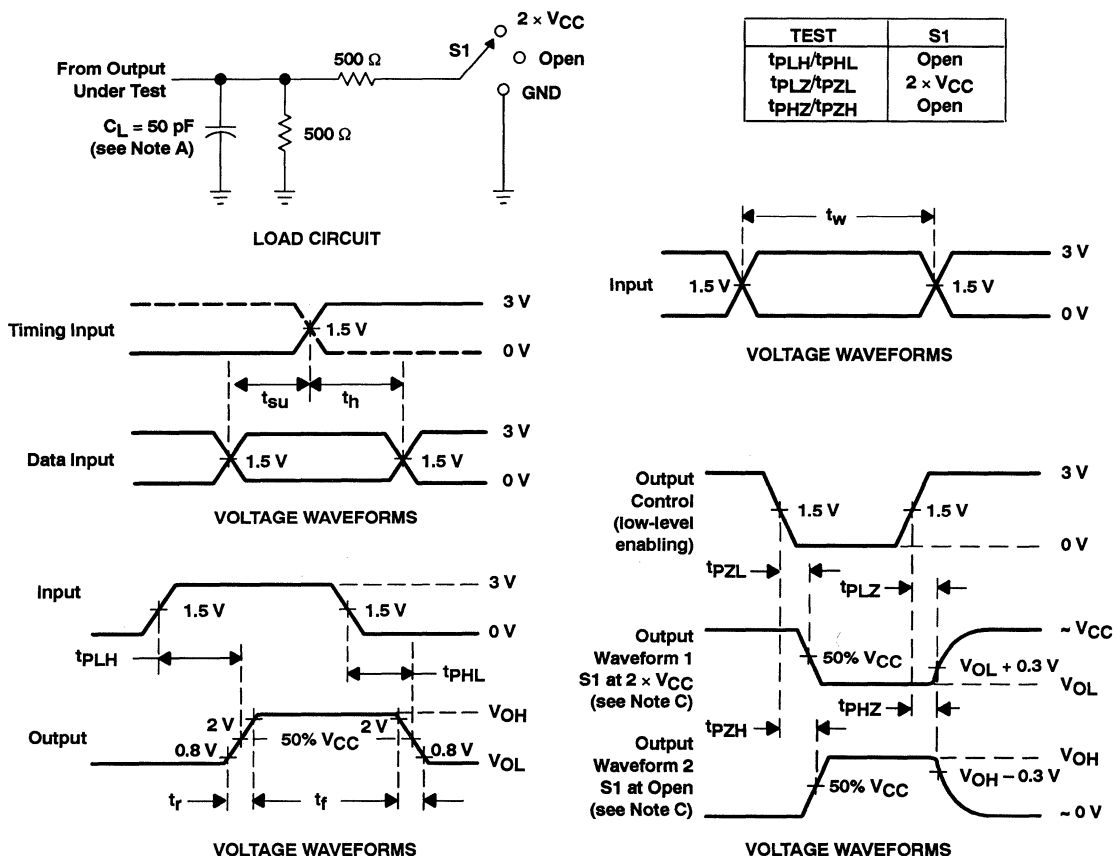 2 × VCC
S1
Open
500 Ω
From Output
Under Test
GND
CL = 50 pF
(see Note A)
500 Ω
LOAD CIRCUIT
TEST S1
tPLH/tPHL Open
tPLZ/tPZL 2 × VCC
tPHZ/tPZH Open
tw
3 V
Input 1.5 V 1.5 V
0 V
VOLTAGE WAVEFORMS
3 V
Timing Input 1.5 V
0 V
tsu th
3 V
Data Input 1.5 V 1.5 V
0 V
VOLTAGE WAVEFORMS
3 V
Input 1.5 V 1.5 V
0 V
tPLH tPHL
VOH
2 V 2 V
Output 50% VCC
0.8 V 0.8 V
VOL
tr tf
VOLTAGE WAVEFORMS
3 V
Output
Control
(low-level
enabling)
1.5 V 1.5 V
0 V
tPZL
tPLZ
~ VCC
Output
Waveform 1
S1 at 2 × VCC
(see Note C)
50% VCC
VOL + 0.3 V
VOL
tPHZ
tPZH
VOH
Output
Waveform 2
S1 at Open
(see Note C)
50% VCC
VOH – 0.3 V
~ 0 V
VOLTAGE WAVEFORMS